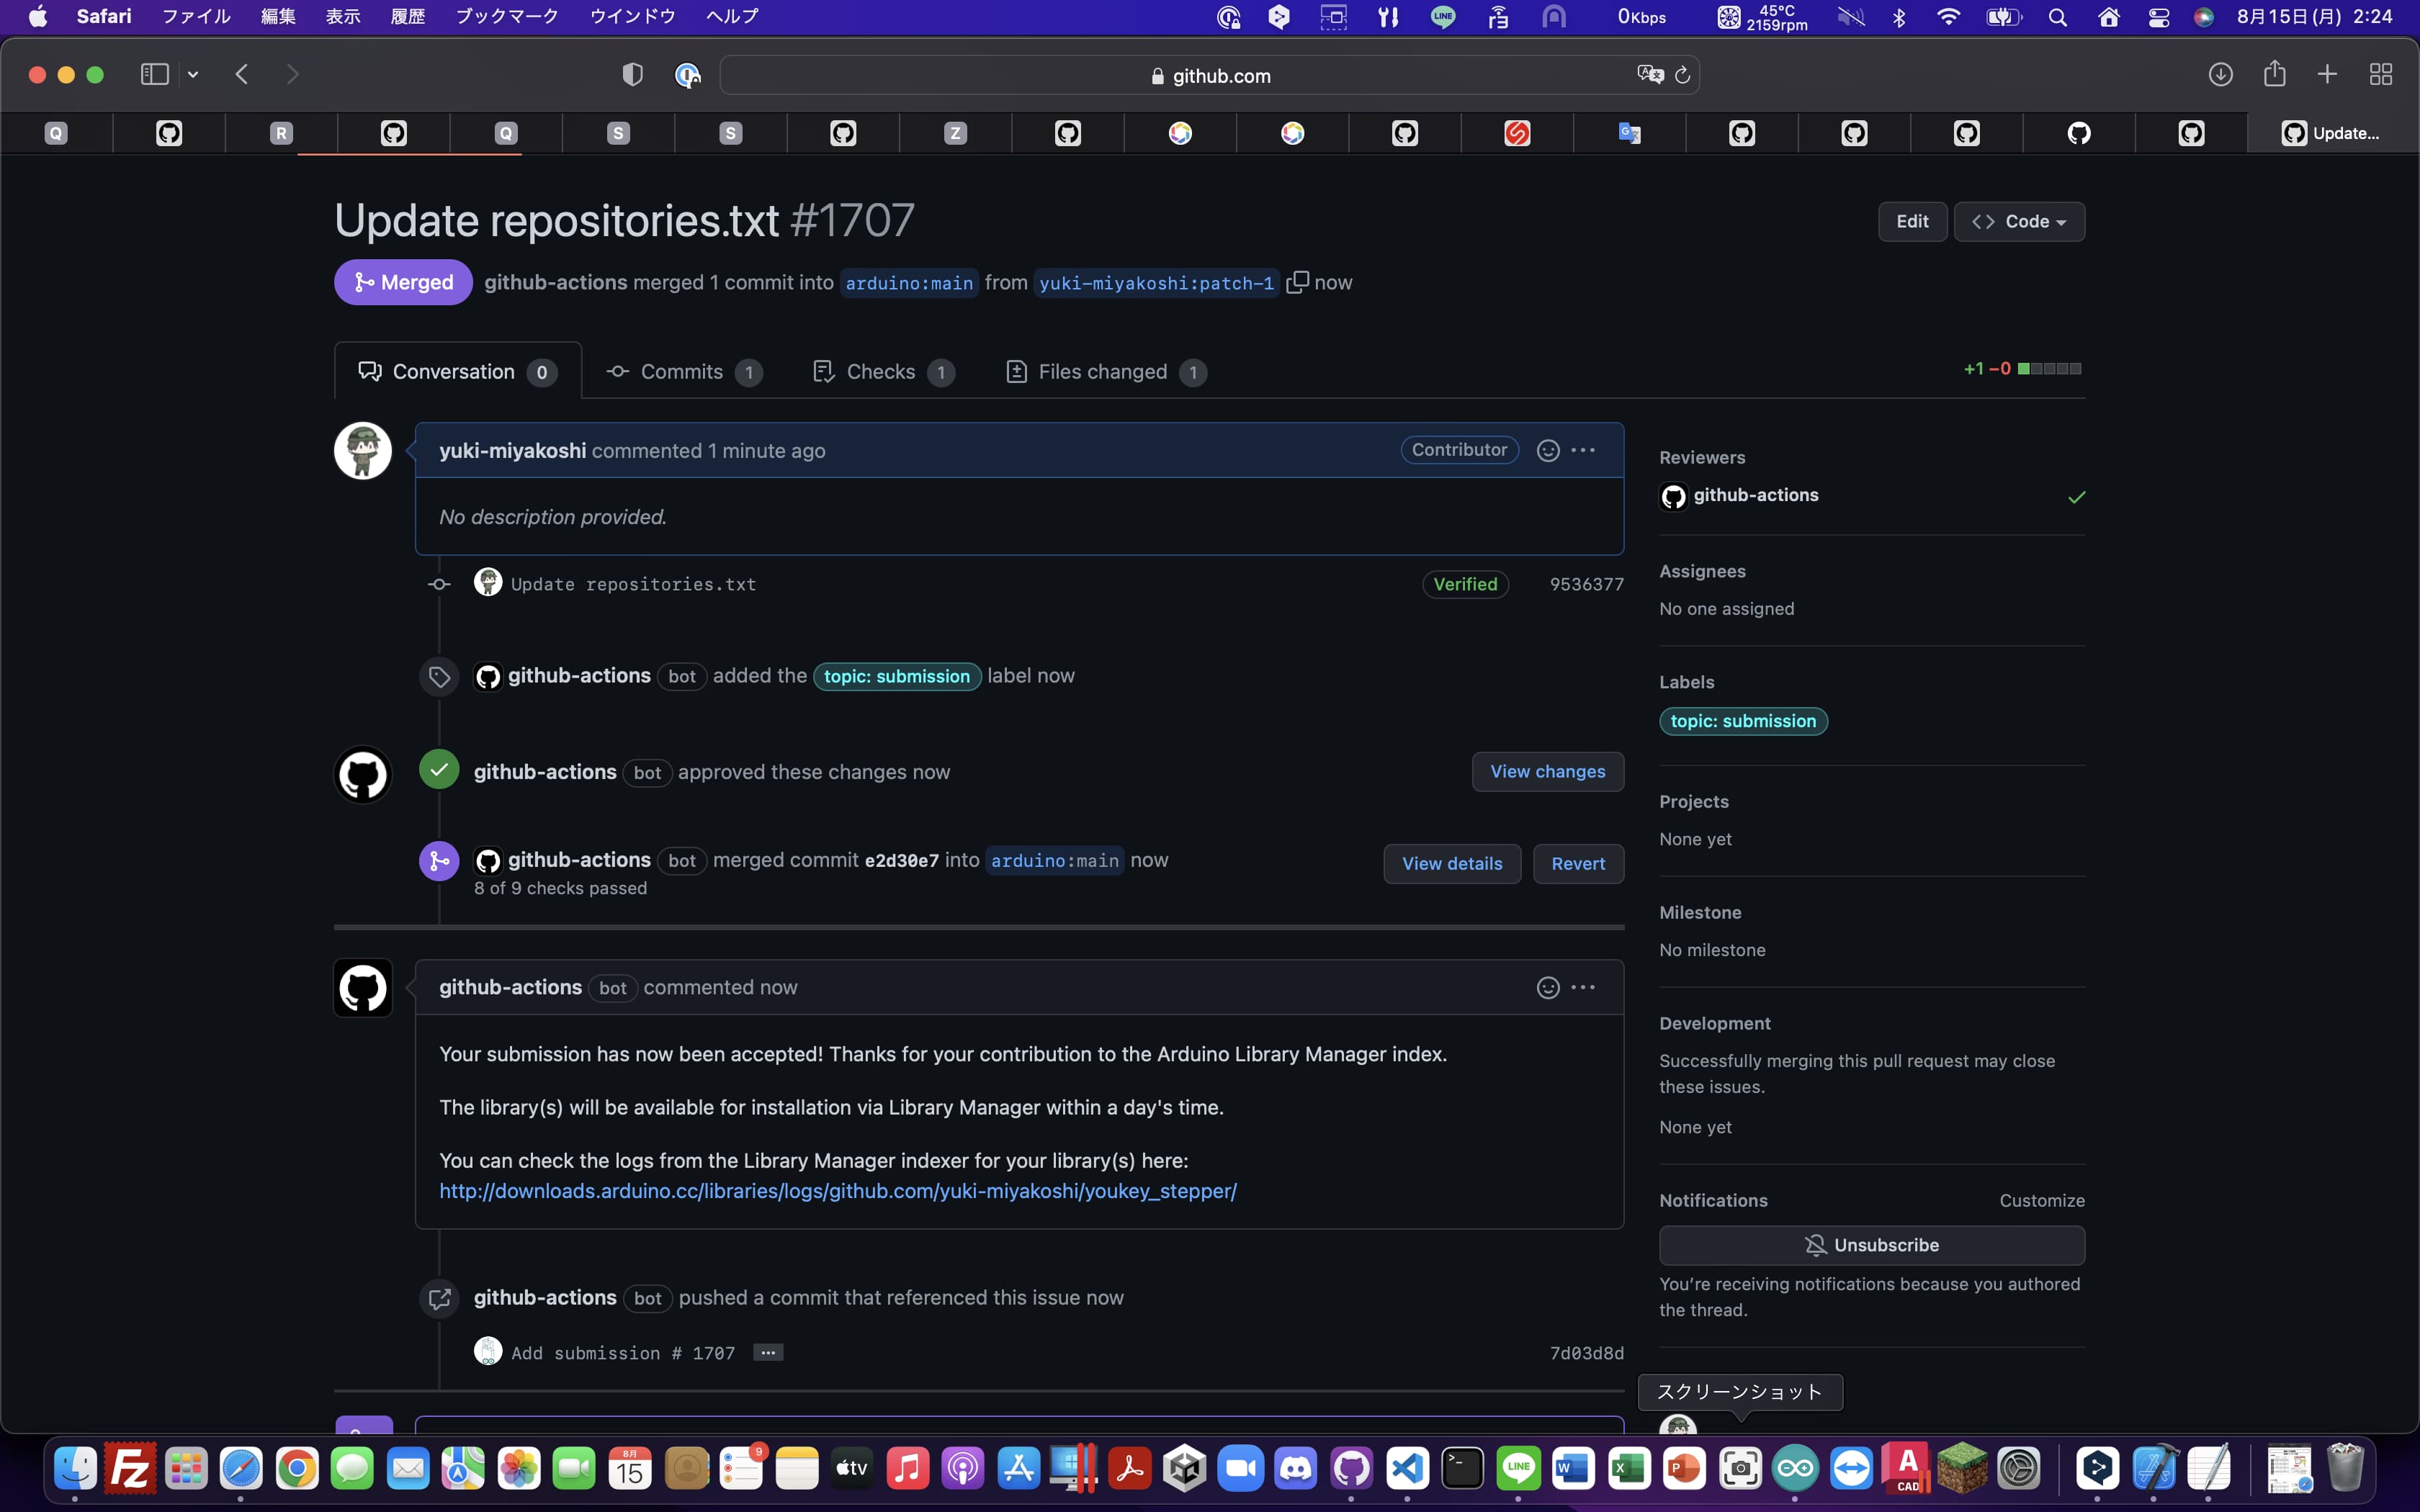 Safari ファイル 編集 表示 履歴 ブックマーク ウインドウ ヘルプ LINE 0Kbps 45°C 2159rpm 8月15日(月) 2:24
github.com
Q R Q S S Z Update...
Update repositories.txt #1707
Edit
Code
Merged github-actions merged 1 commit into arduino:main from yuki-miyakoshi:patch-1 now
Conversation 0 Commits 1 Checks 1 Files changed 1
+1 −0
yuki-miyakoshi commented 1 minute ago Contributor
No description provided.
Update repositories.txt Verified 9536377
github-actions bot added the topic: submission label now
github-actions bot approved these changes now View changes
github-actions bot merged commit e2d30e7 into arduino:main now View details Revert
8 of 9 checks passed
github-actions bot commented now
Your submission has now been accepted! Thanks for your contribution to the Arduino Library Manager index.
The library(s) will be available for installation via Library Manager within a day's time.
You can check the logs from the Library Manager indexer for your library(s) here:
http://downloads.arduino.cc/libraries/logs/github.com/yuki-miyakoshi/youkey_stepper/
github-actions bot pushed a commit that referenced this issue now
Add submission # 1707 ... 7d03d8d
Reviewers
github-actions
Assignees
No one assigned
Labels
topic: submission
Projects
None yet
Milestone
No milestone
Development
Successfully merging this pull request may close
these issues.
None yet
Notifications Customize
Unsubscribe
You're receiving notifications because you authored
the thread.
スクリーンショット
Fz 8月 15 9 tv LINE W X P A CAD